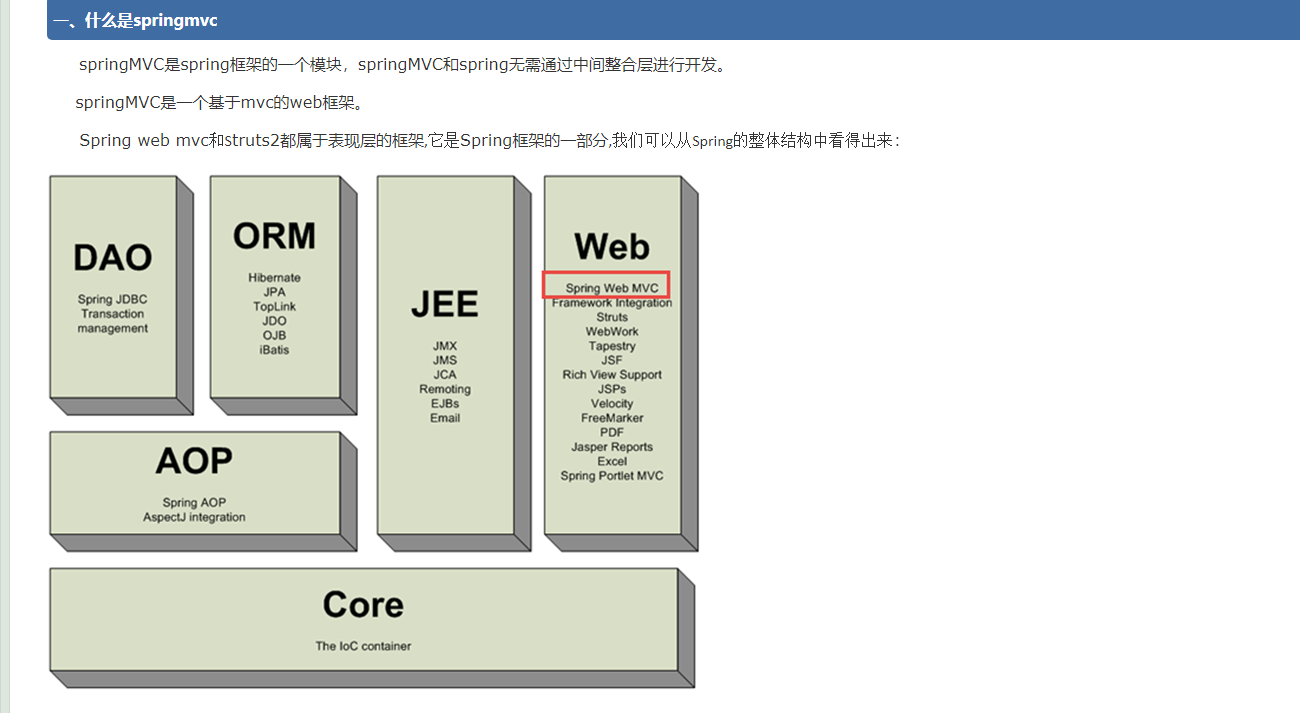 一、什么是springmvc
springMVC是spring框架的一个模块，springMVC和spring无需通过中间整合层进行开发。
springMVC是一个基于mvc的web框架。
Spring web mvc和struts2都属于表现层的框架,它是Spring框架的一部分,我们可以从Spring的整体结构中看得出来：
DAO
Spring JDBC
Transaction
management
ORM
Hibernate
JPA
TopLink
JDO
OJB
iBatis
JEE
JMX
JMS
JCA
Remoting
EJBs
Email
Web
Spring Web MVC
Framework Integration
Struts
WebWork
Tapestry
JSF
Rich View Support
JSPs
Velocity
FreeMarker
PDF
Jasper Reports
Excel
Spring Portlet MVC
AOP
Spring AOP
AspectJ integration
Core
The IoC container